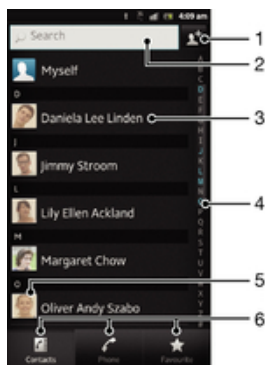 4:09 am
Search
1
2
Myself
D
Daniela Lee Linden
3
J
Jimmy Stroom
L
Lily Ellen Ackland
4
M
Margaret Chow
O
5
Oliver Andy Szabo
6
Contacts Phone Favourite